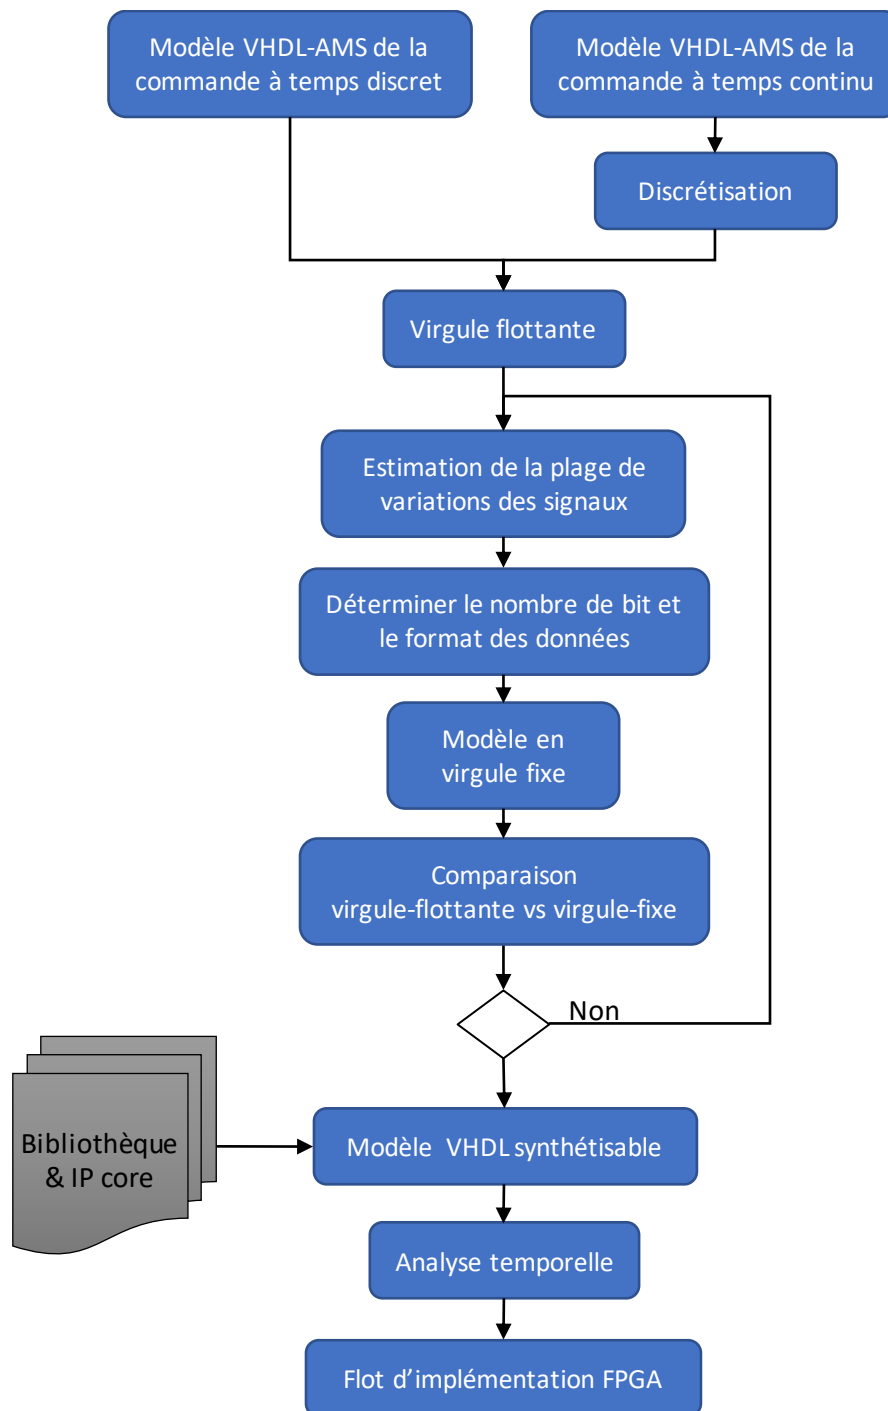 Modèle VHDL-AMS de la
commande à temps discret
Modèle VHDL-AMS de la
commande à temps continu
Discrétisation
Virgule flottante
Estimation de la plage de
variations des signaux
Déterminer le nombre de bit et
le format des données
Modèle en
virgule fixe
Comparaison
virgule-flottante vs virgule-fixe
Non
Bibliothèque
& IP core
Modèle VHDL synthétisable
Analyse temporelle
Flot d’implémentation FPGA